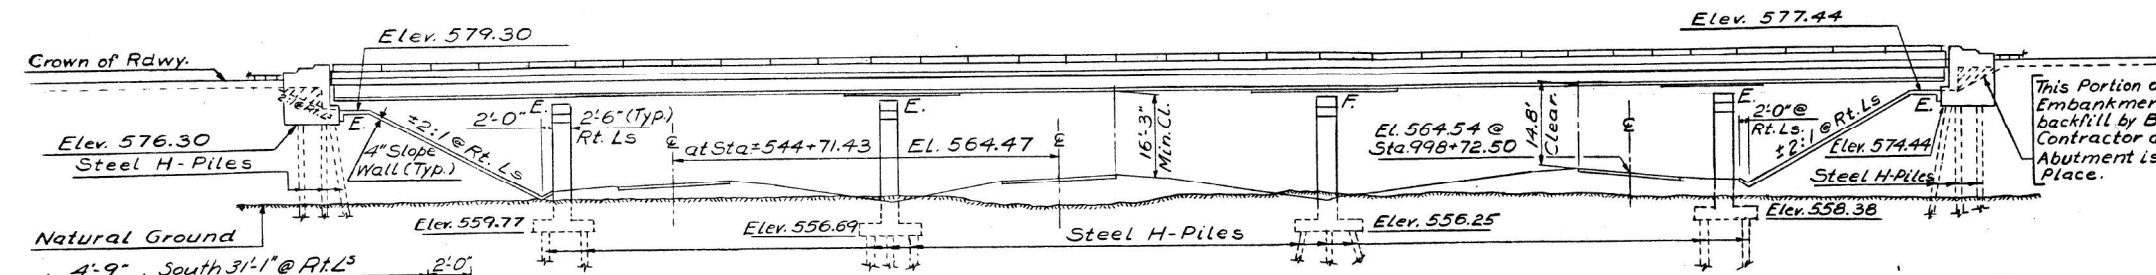 Elev. 579.30
Elev. 577.44
Crown of Rdwy.
This Portion o
Embankmen
backfill by B
Contractor a
Abutment is
Place.
E.
E.
E.
F.
E.
E.
2'-0"
2'-6" (Typ.)
Rt. Ls
2'-0" @
Rt. Ls.
±2:1 @ Rt. Ls
±2:1 @ Rt. Ls
Elev. 576.30
Steel H-Piles
4" Slope
Wall (Typ.)
℄
at Sta ± 544+71.43
El. 564.47
℄
16'-3"
Min. Cl.
El. 564.54 @
Sta. 998+72.50
14.8'
Clear.
℄
Elev. 574.44
Steel H-Piles
Elev. 559.77
Elev. 556.69
Steel H-Piles
Elev. 556.25
Elev. 558.38
Natural Ground
4'-9"
South 31'-1" @ Rt. Ls
2'-0"